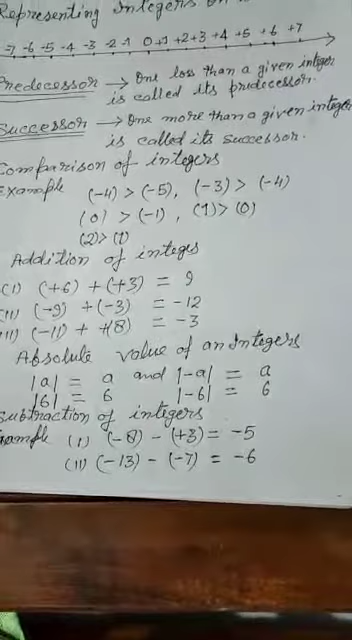 Representing Integers on
-7 -6 -5 -4 -3 -2 -1 0 +1 +2 +3 +4 +5 +6 +7
Predecessor → One less than a given integer
is called its predecessor.
Successor → One more than a given integer
is called its successor.
Comparison of integers
Example (-4) > (-5), (-3) > (-4)
(0) > (-1), (1) > (0)
(2) > (1)
Addition of integers
(I) (+6) + (+3) = 9
(II) (-9) + (-3) = -12
(III) (-11) + (8) = -3
Absolute value of an Integers
|a| = a and |-a| = a
|6| = 6 |-6| = 6
Subtraction of integers
Example (I) (-8) - (+3) = -5
(II) (-13) - (-7) = -6